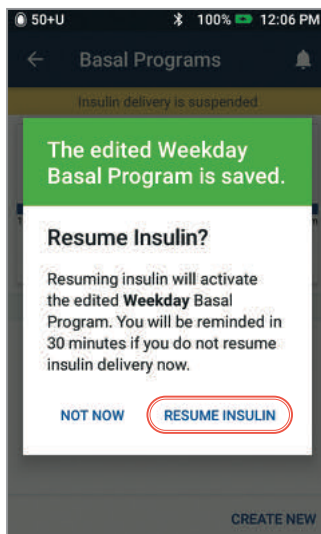 50+U 100% 12:06 PM
Basal Programs
Insulin delivery is suspended
The edited Weekday
Basal Program is saved.
Resume Insulin?
Resuming insulin will activate
the edited Weekday Basal
Program. You will be reminded in
30 minutes if you do not resume
insulin delivery now.
NOT NOW RESUME INSULIN
CREATE NEW